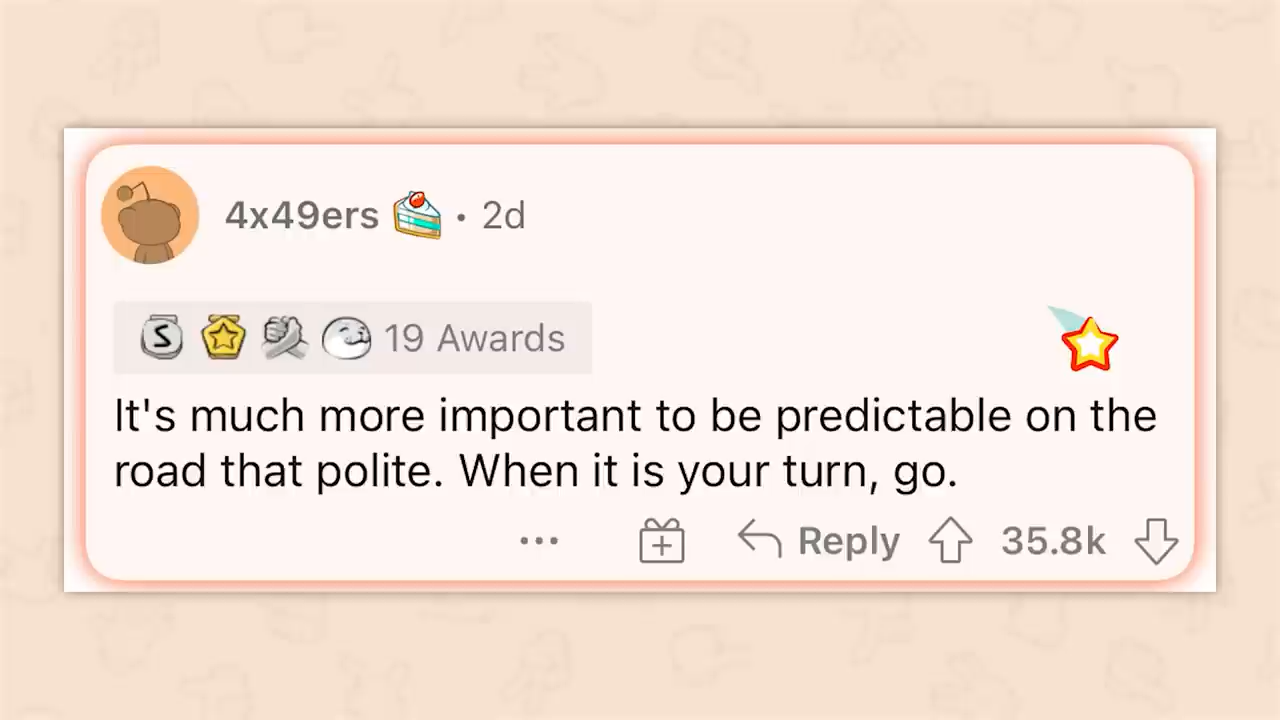 4x49ers • 2d
S 19 Awards
It's much more important to be predictable on the
road that polite. When it is your turn, go.
... Reply 35.8k